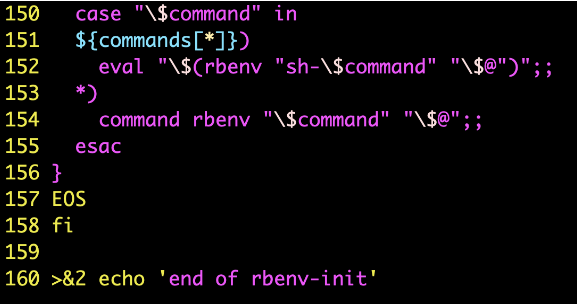 150   case "\$command" in
151   ${commands[*]})
152     eval "\$(rbenv "sh-\$command" "\$@")";;
153   *)
154     command rbenv "\$command" "\$@";;
155   esac
156 }
157 EOS
158 fi
159
160 >&2 echo 'end of rbenv-init'